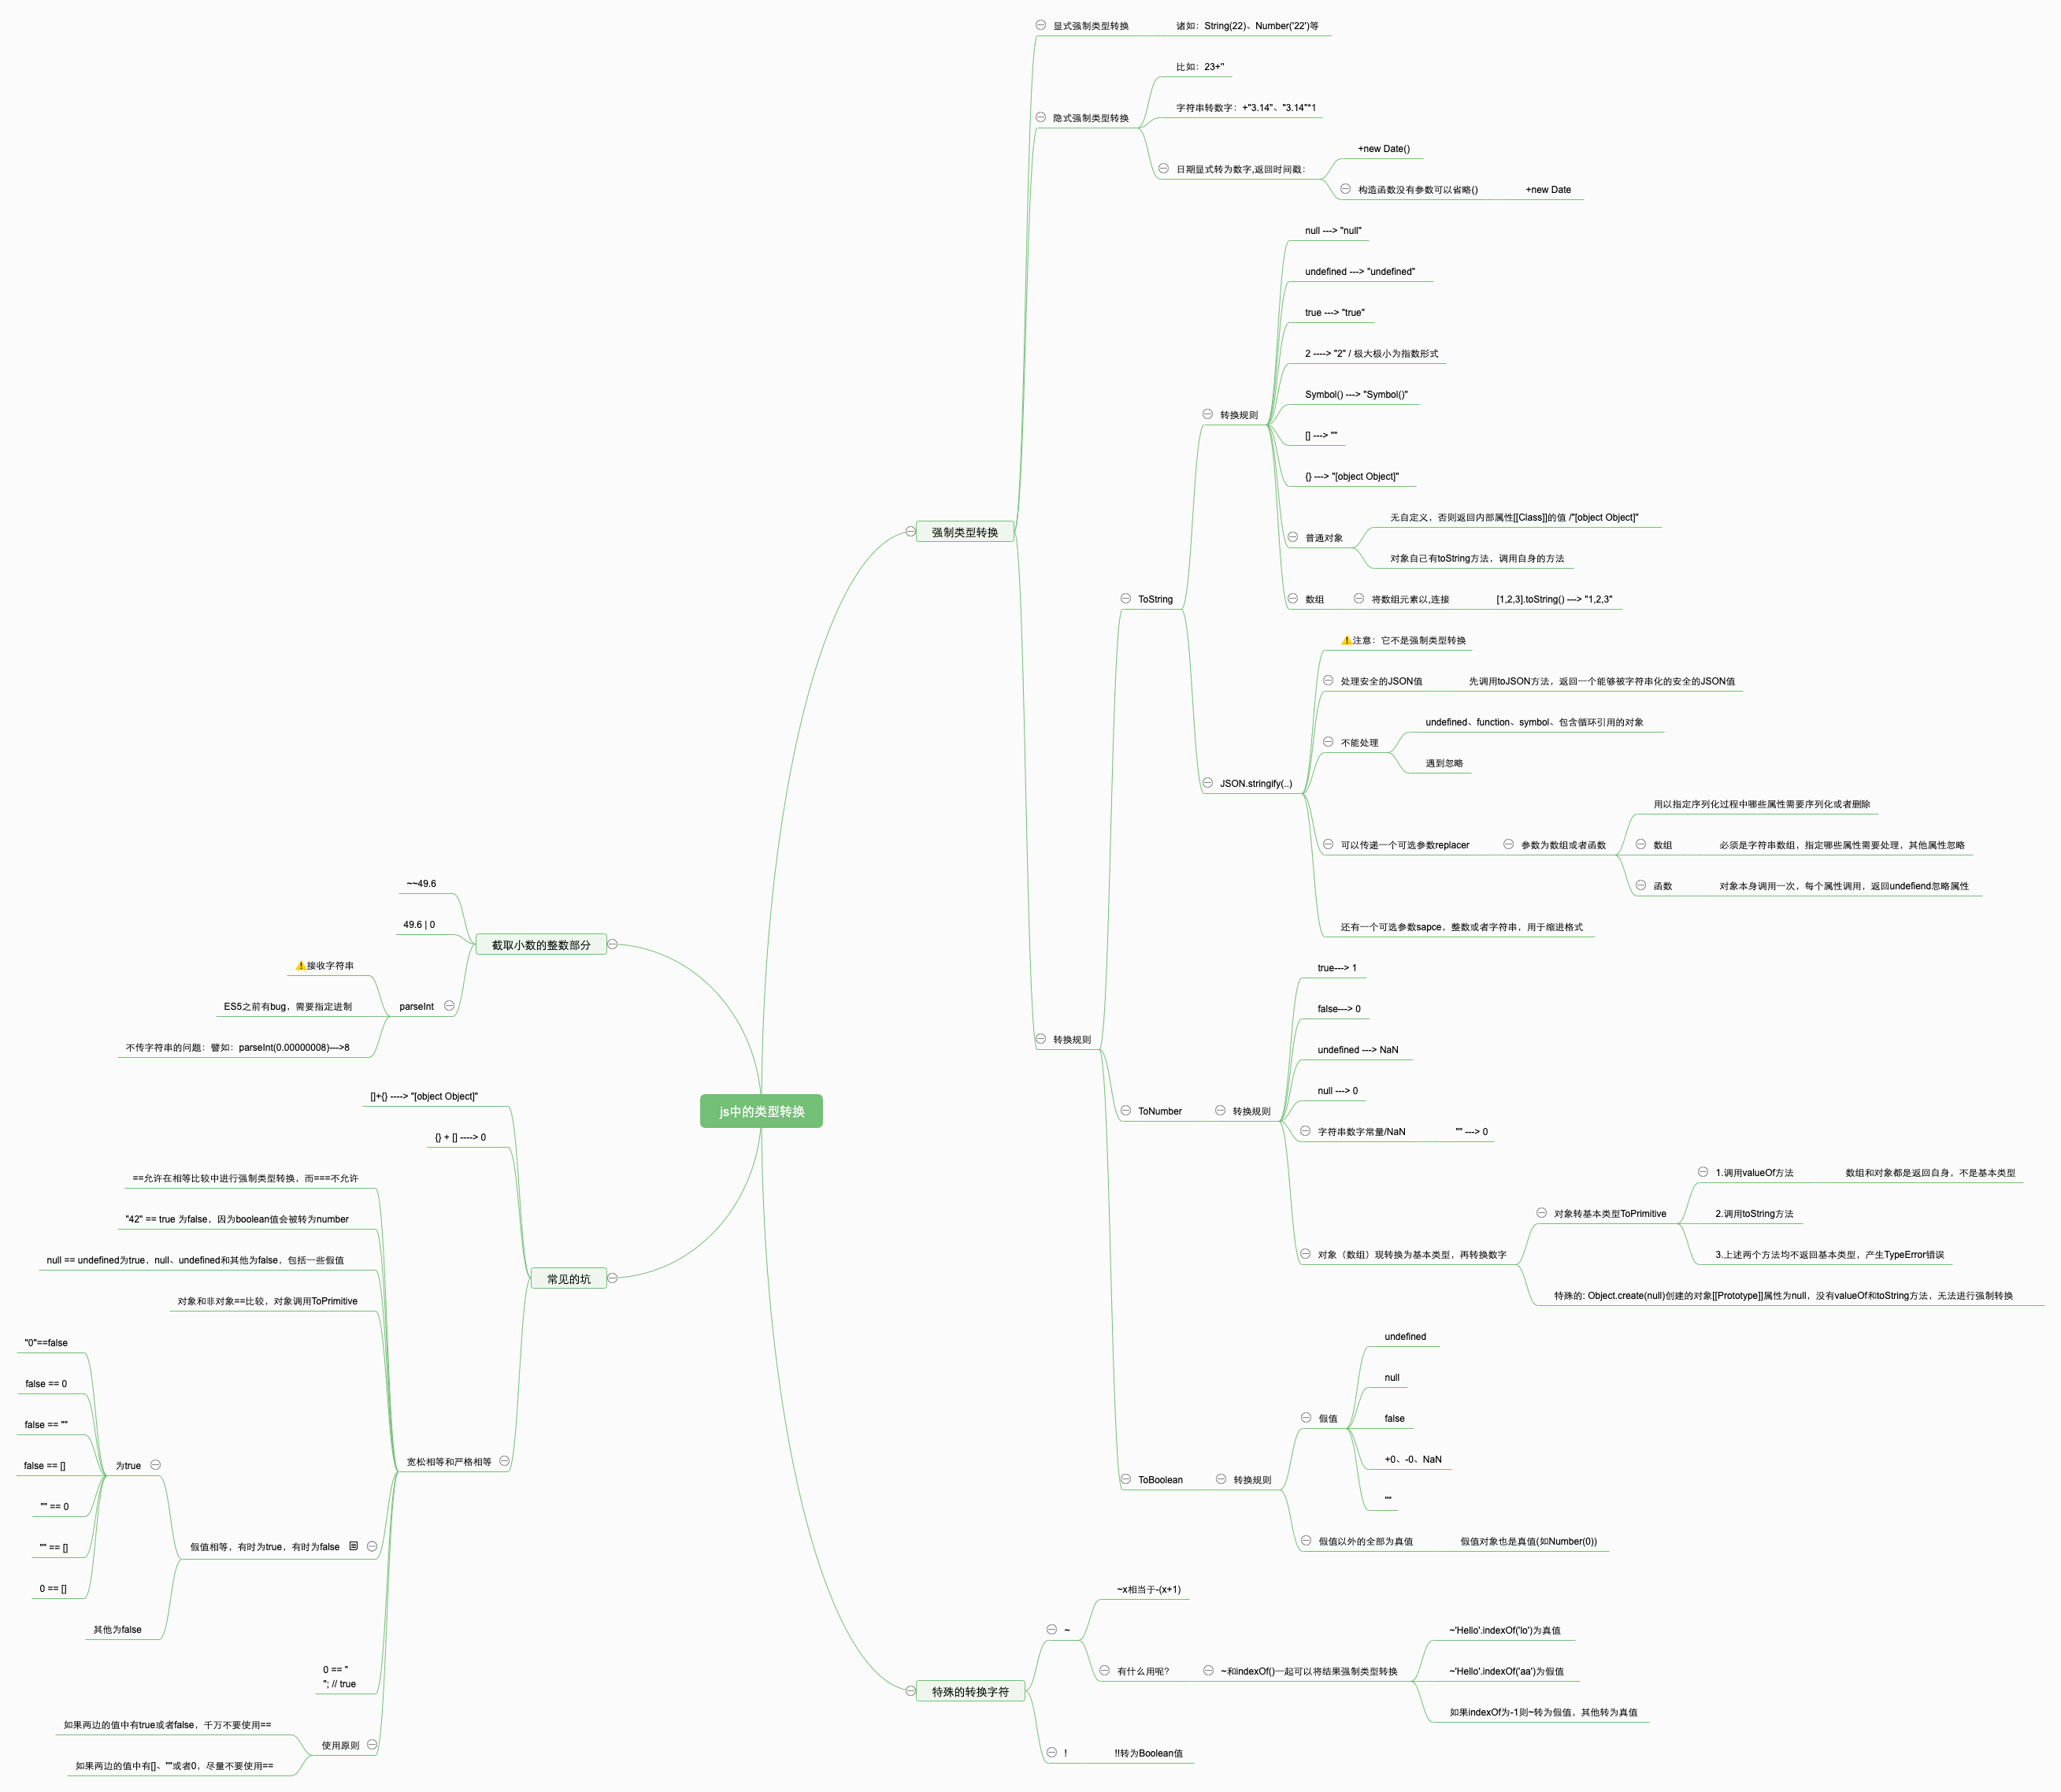 js中的类型转换
强制类型转换
显式强制类型转换
诸如：String(22)、Number('22')等
隐式强制类型转换
比如：23+''
字符串转数字：+"3.14"、"3.14"*1
日期显式转为数字,返回时间戳：
+new Date()
构造函数没有参数可以省略()
+new Date
转换规则
ToString
转换规则
null ---> "null"
undefined ---> "undefined"
true ---> "true"
2 ----> "2" / 极大极小为指数形式
Symbol() ---> "Symbol()"
[] ---> ""
{} ---> "[object Object]"
普通对象
无自定义，否则返回内部属性[[Class]]的值 /"[object Object]"
对象自己有toString方法，调用自身的方法
数组
将数组元素以,连接
[1,2,3].toString() ---> "1,2,3"
JSON.stringify(..)
⚠️注意：它不是强制类型转换
处理安全的JSON值
先调用toJSON方法，返回一个能够被字符串化的安全的JSON值
不能处理
undefined、function、symbol、包含循环引用的对象
遇到忽略
可以传递一个可选参数replacer
参数为数组或者函数
用以指定序列化过程中哪些属性需要序列化或者删除
数组
必须是字符串数组，指定哪些属性需要处理，其他属性忽略
函数
对象本身调用一次，每个属性调用，返回undefiend忽略属性
还有一个可选参数sapce，整数或者字符串，用于缩进格式
ToNumber
转换规则
true---> 1
false---> 0
undefined ---> NaN
null ---> 0
字符串数字常量/NaN
"" ---> 0
对象（数组）现转换为基本类型，再转换数字
对象转基本类型ToPrimitive
1.调用valueOf方法
数组和对象都是返回自身，不是基本类型
2.调用toString方法
3.上述两个方法均不返回基本类型，产生TypeError错误
特殊的: Object.create(null)创建的对象[[Prototype]]属性为null，没有valueOf和toString方法，无法进行强制转换
ToBoolean
转换规则
假值
undefined
null
false
+0、-0、NaN
""
假值以外的全部为真值
假值对象也是真值(如Number(0))
特殊的转换字符
~
~x相当于-(x+1)
有什么用呢？
~和indexOf()一起可以将结果强制类型转换
~'Hello'.indexOf('lo')为真值
~'Hello'.indexOf('aa')为假值
如果indexOf为-1则~转为假值，其他转为真值
!
!!转为Boolean值
截取小数的整数部分
~~49.6
49.6 | 0
parseInt
⚠️接收字符串
ES5之前有bug，需要指定进制
不传字符串的问题：譬如：parseInt(0.00000008)--->8
常见的坑
[]+{} ----> "[object Object]"
{} + [] ----> 0
宽松相等和严格相等
==允许在相等比较中进行强制类型转换，而===不允许
"42" == true 为false，因为boolean值会被转为number
null == undefined为true，null、undefined和其他为false，包括一些假值
对象和非对象==比较，对象调用ToPrimitive
假值相等，有时为true，有时为false
为true
"0"==false
false == 0
false == ""
false == []
"" == 0
"" == []
0 == []
其他为false
0 == "
"; // true
使用原则
如果两边的值中有true或者false，千万不要使用==
如果两边的值中有[]、""或者0，尽量不要使用==